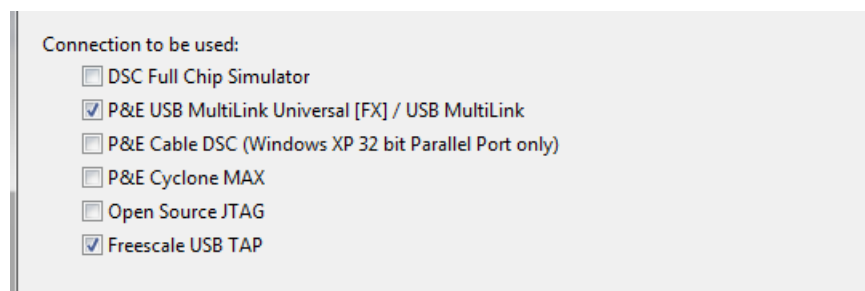 Connection to be used:
DSC Full Chip Simulator
P&E USB MultiLink Universal [FX] / USB MultiLink
P&E Cable DSC (Windows XP 32 bit Parallel Port only)
P&E Cyclone MAX
Open Source JTAG
Freescale USB TAP